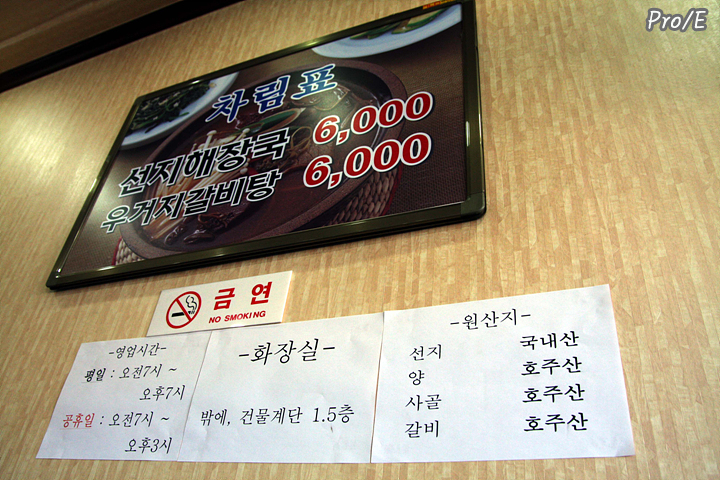 Pro/E
차림표
선지해장국 6,000
우거지갈비탕 6,000
금연
NO SMOKING
-영업시간-
평일 : 오전7시 ~
오후7시
공휴일 : 오전7시 ~
오후3시
-화장실-
밖에, 건물계단 1.5층
-원산지-
선지 국내산
양 호주산
사골 호주산
갈비 호주산